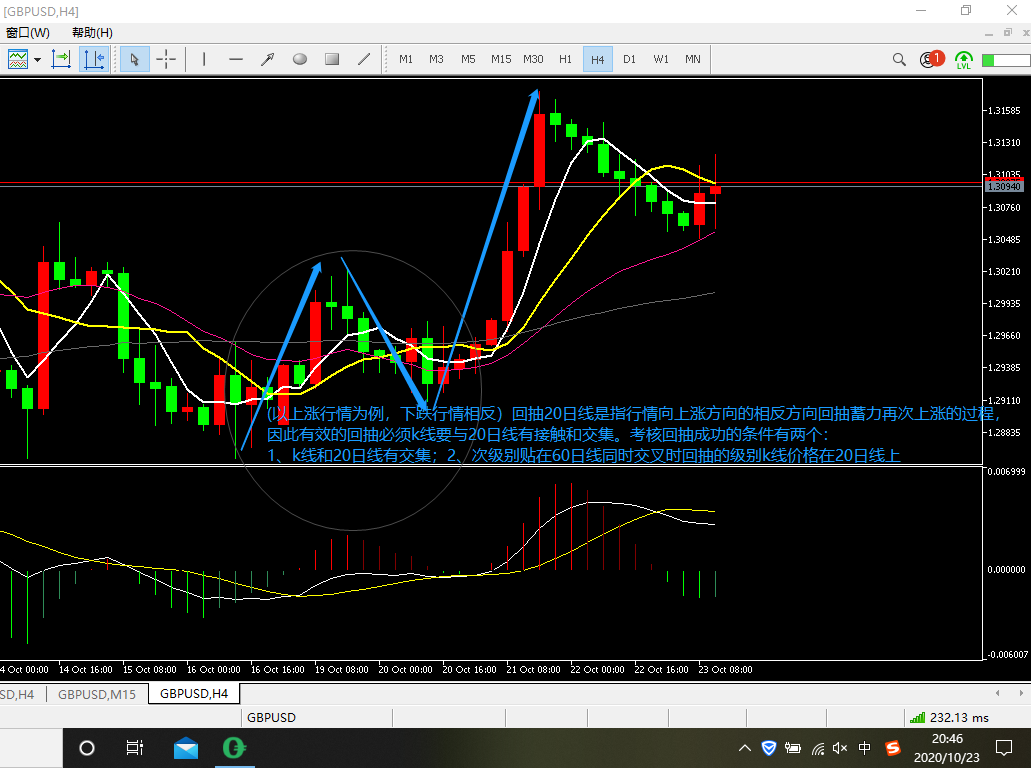 [GBPUSD,H4]
窗口(W) 帮助(H)
M1 M3 M5 M15 M30 H1 H4 D1 W1 MN
1
LVL
1.31585
1.31310
1.31035
1.30940
1.30760
1.30485
1.30210
1.29935
1.29660
1.29385
1.29110
1.28835
(以上涨行情为例，下跌行情相反）回抽20日线是指行情向上涨方向的相反方向回抽蓄力再次上涨的过程，
因此有效的回抽必须k线要与20日线有接触和交集。考核回抽成功的条件有两个：
1、k线和20日线有交集；2、次级别贴在60日线同时交叉时回抽的级别k线价格在20日线上
0.006999
0.000000
-0.006007
4 Oct 00:00 14 Oct 16:00 15 Oct 08:00 16 Oct 00:00 16 Oct 16:00 19 Oct 08:00 20 Oct 00:00 20 Oct 16:00 21 Oct 08:00 22 Oct 00:00 22 Oct 16:00 23 Oct 08:00
SD,H4 GBPUSD,M15 GBPUSD,H4
GBPUSD 232.13 ms
中 S 20:46
2020/10/23